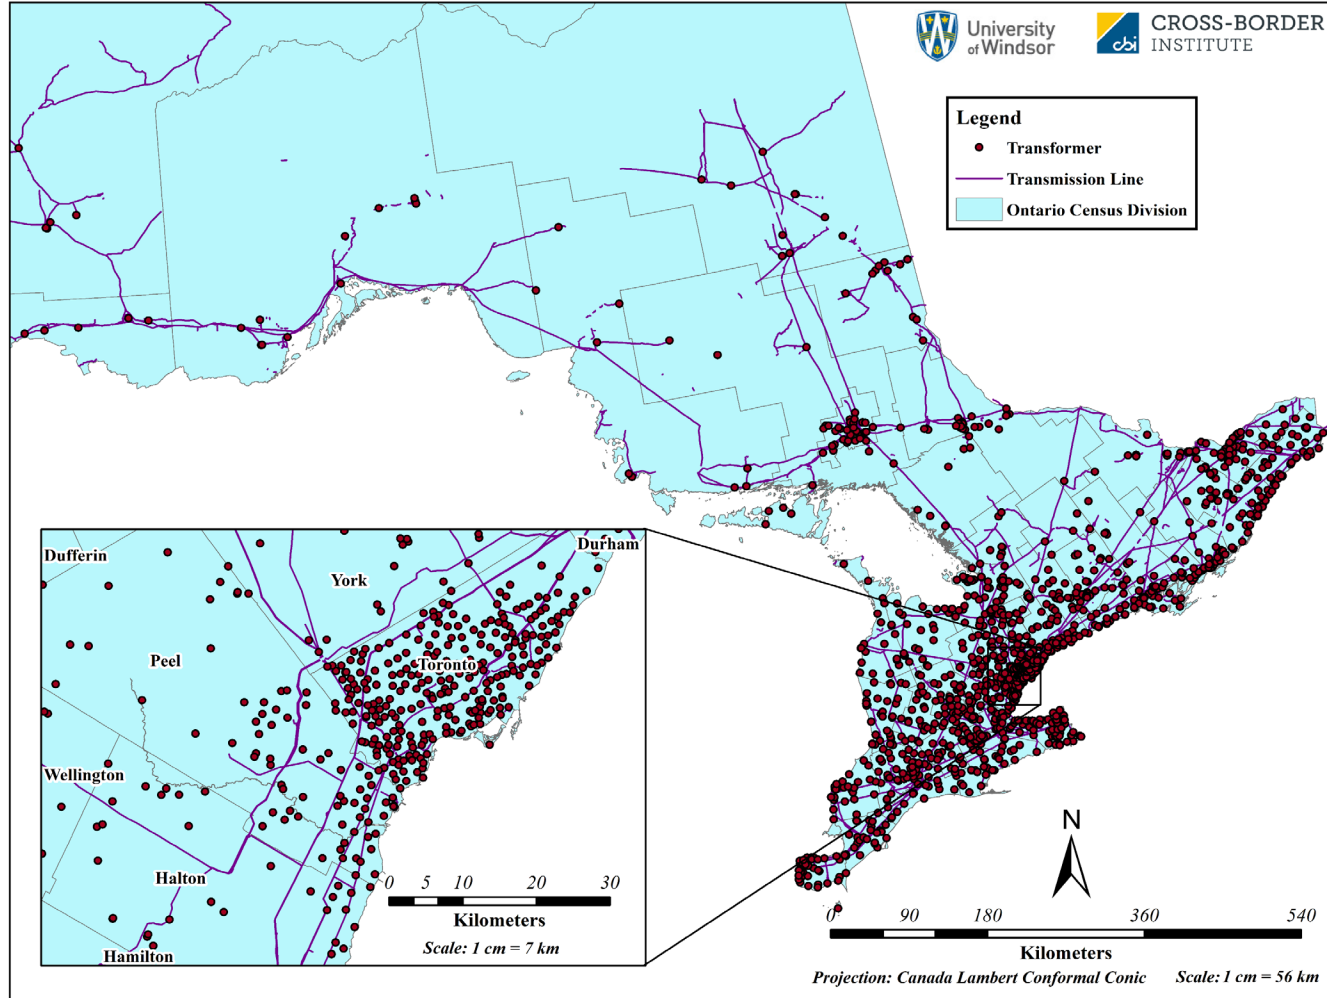 University
of Windsor
cbi
CROSS-BORDER
INSTITUTE
Legend
Transformer
Transmission Line
Ontario Census Division
Dufferin
York
Durham
Peel
Toronto
Wellington
Halton
Hamilton
0 5 10 20 30
Kilometers
Scale: 1 cm = 7 km
N
0 90 180 360 540
Kilometers
Projection: Canada Lambert Conformal Conic Scale: 1 cm = 56 km